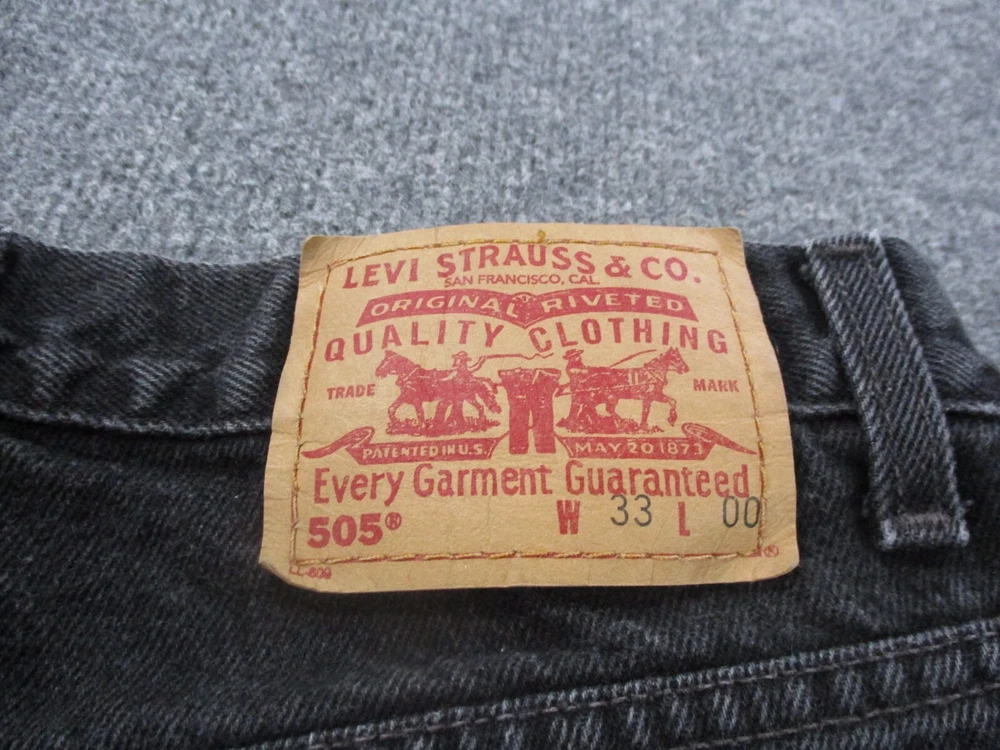 LEVI STRAUSS & CO.
SAN FRANCISCO, CAL.
ORIGINAL RIVETED
QUALITY CLOTHING
TRADE MARK
PATENTED IN U.S. MAY 20 1873
Every Garment Guaranteed
505® W 33 L 00
®